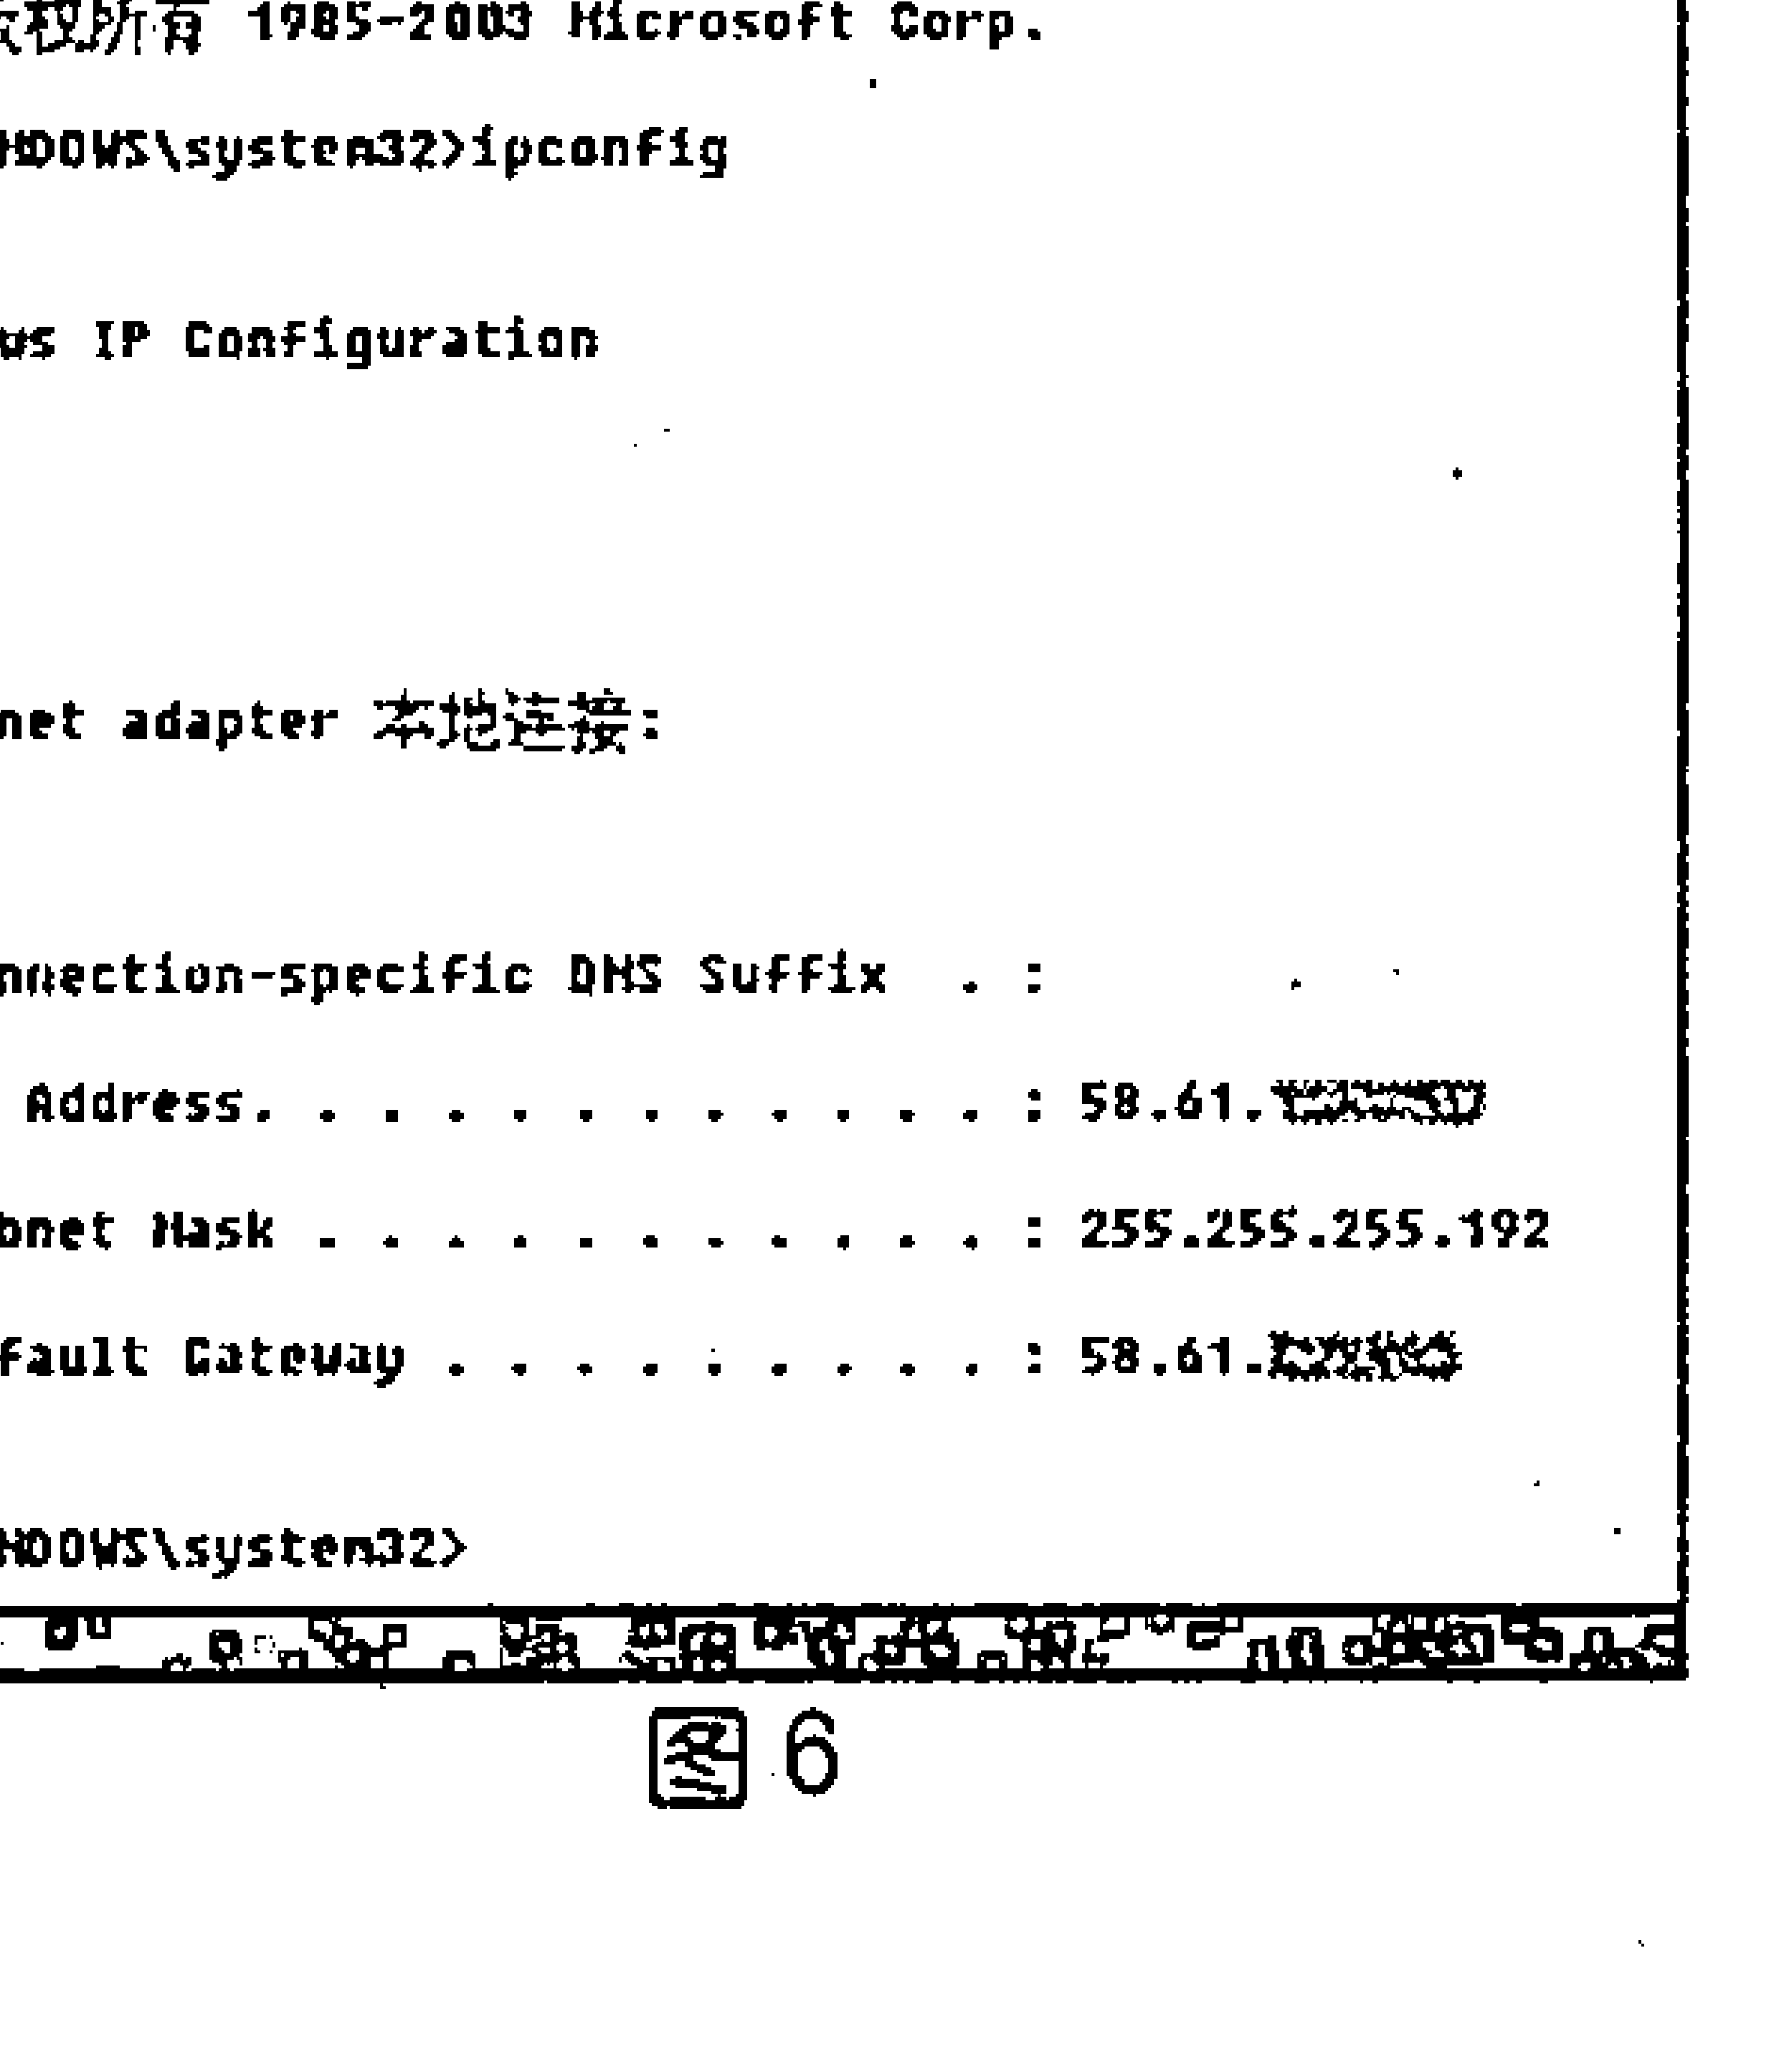 权所有 1985-2003 Microsoft Corp.
NDOWS\system32>ipconfig
ws IP Configuration
net adapter 本地连接:
nnection-specific DNS Suffix  . :
Address. . . . . . . . . . . . : 58.61.
bnet Mask . . . . . . . . . . . : 255.255.255.192
fault Gateway . . . . . . . . . : 58.61.
NDOWS\system32>
图 6